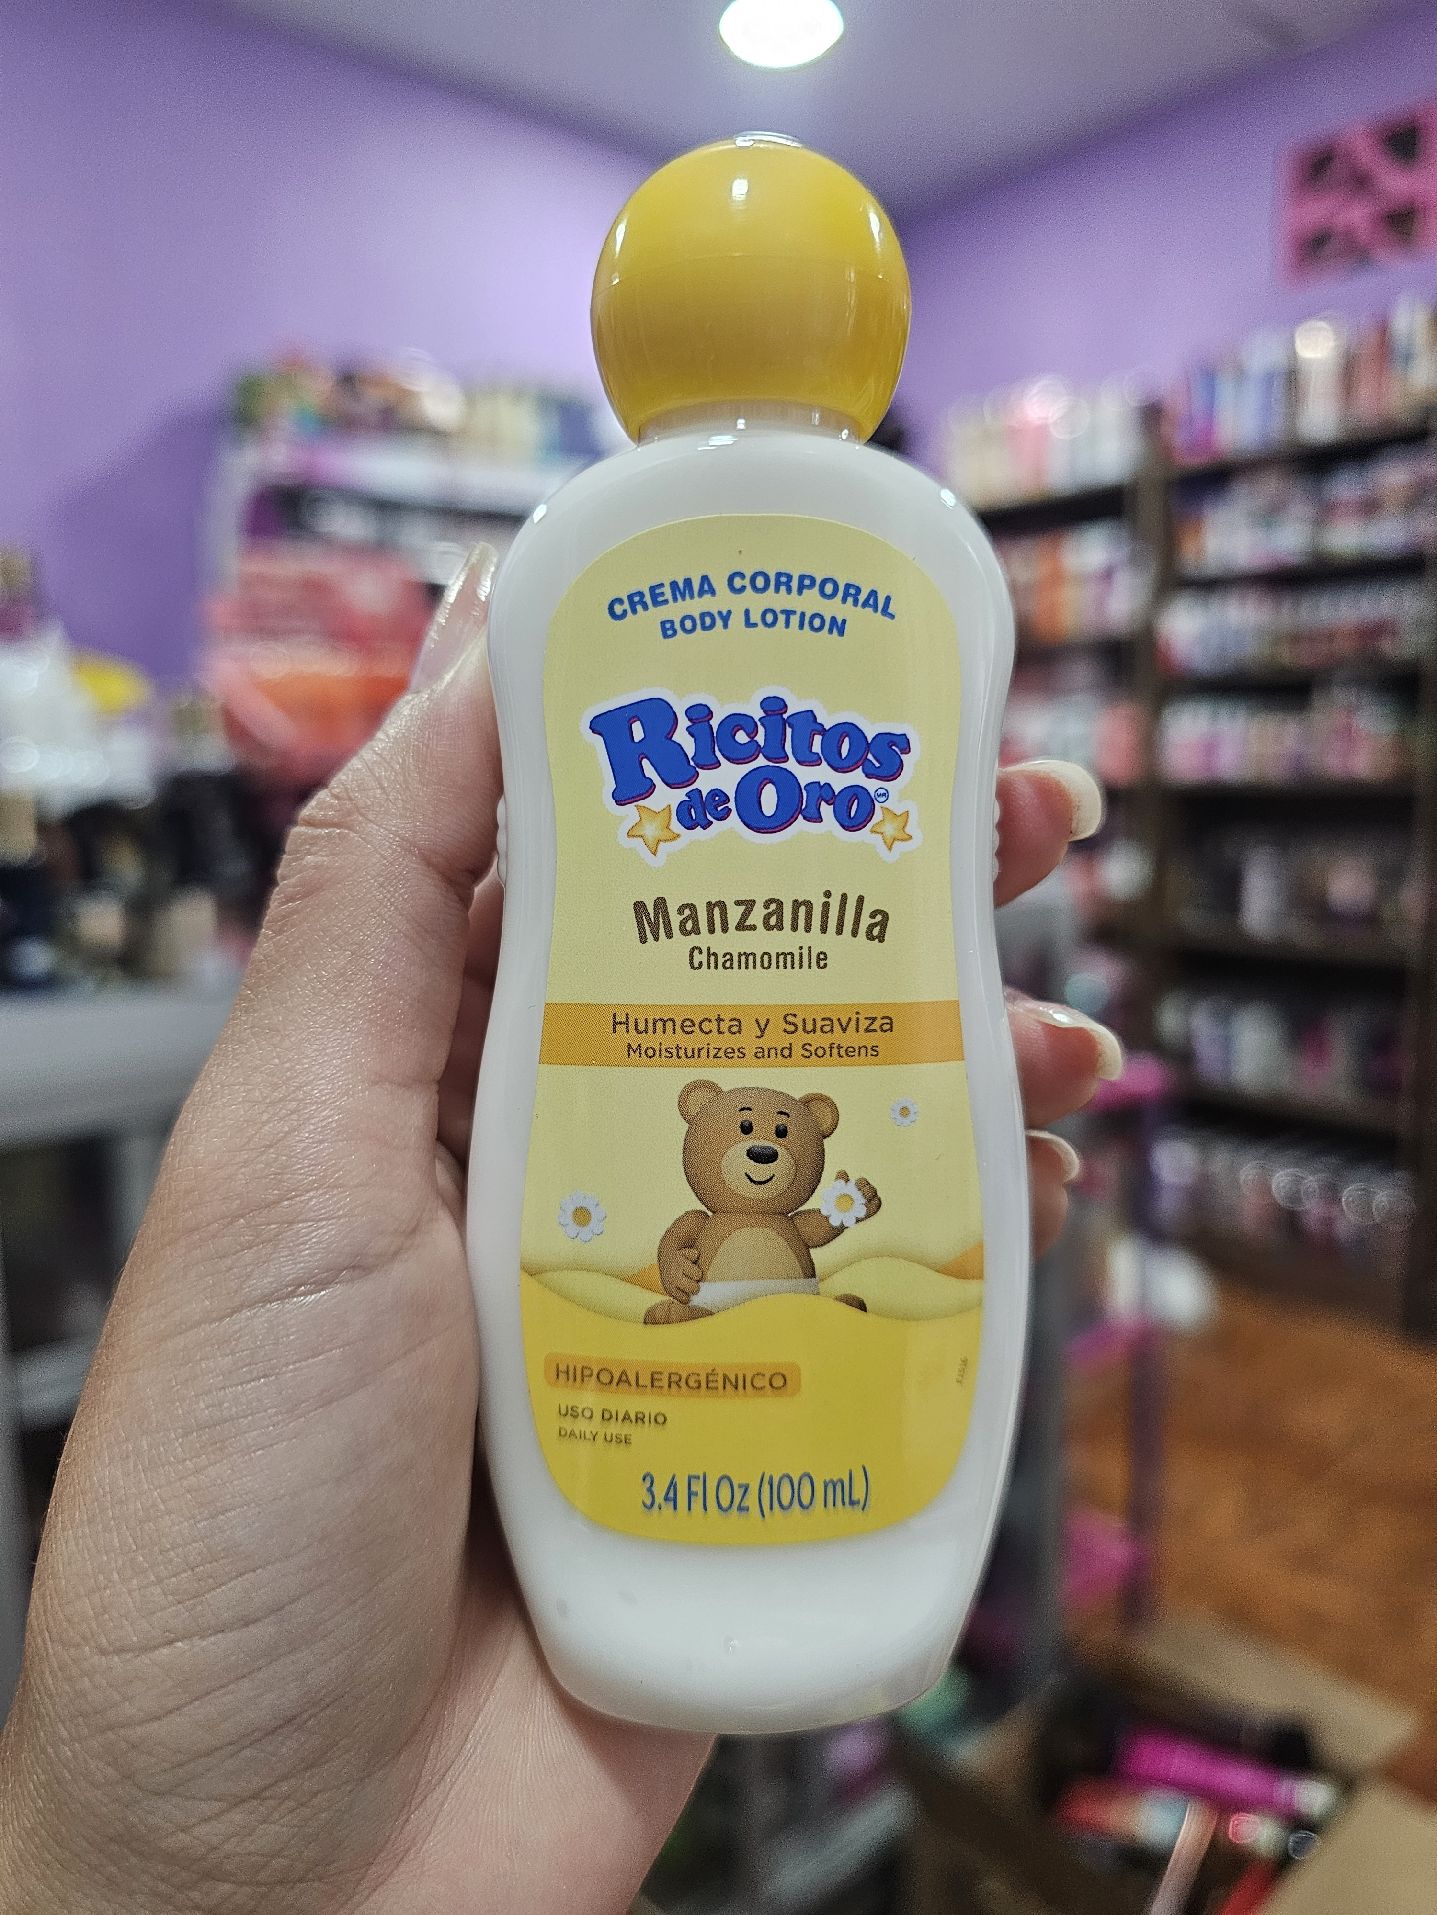 CREMA CORPORAL
BODY LOTION
Ricitos
de Oro
Manzanilla
Chamomile
Humecta y Suaviza
Moisturizes and Softens
HIPOALERGÉNICO
USO DIARIO
DAILY USE
3.4 Fl Oz (100 mL)